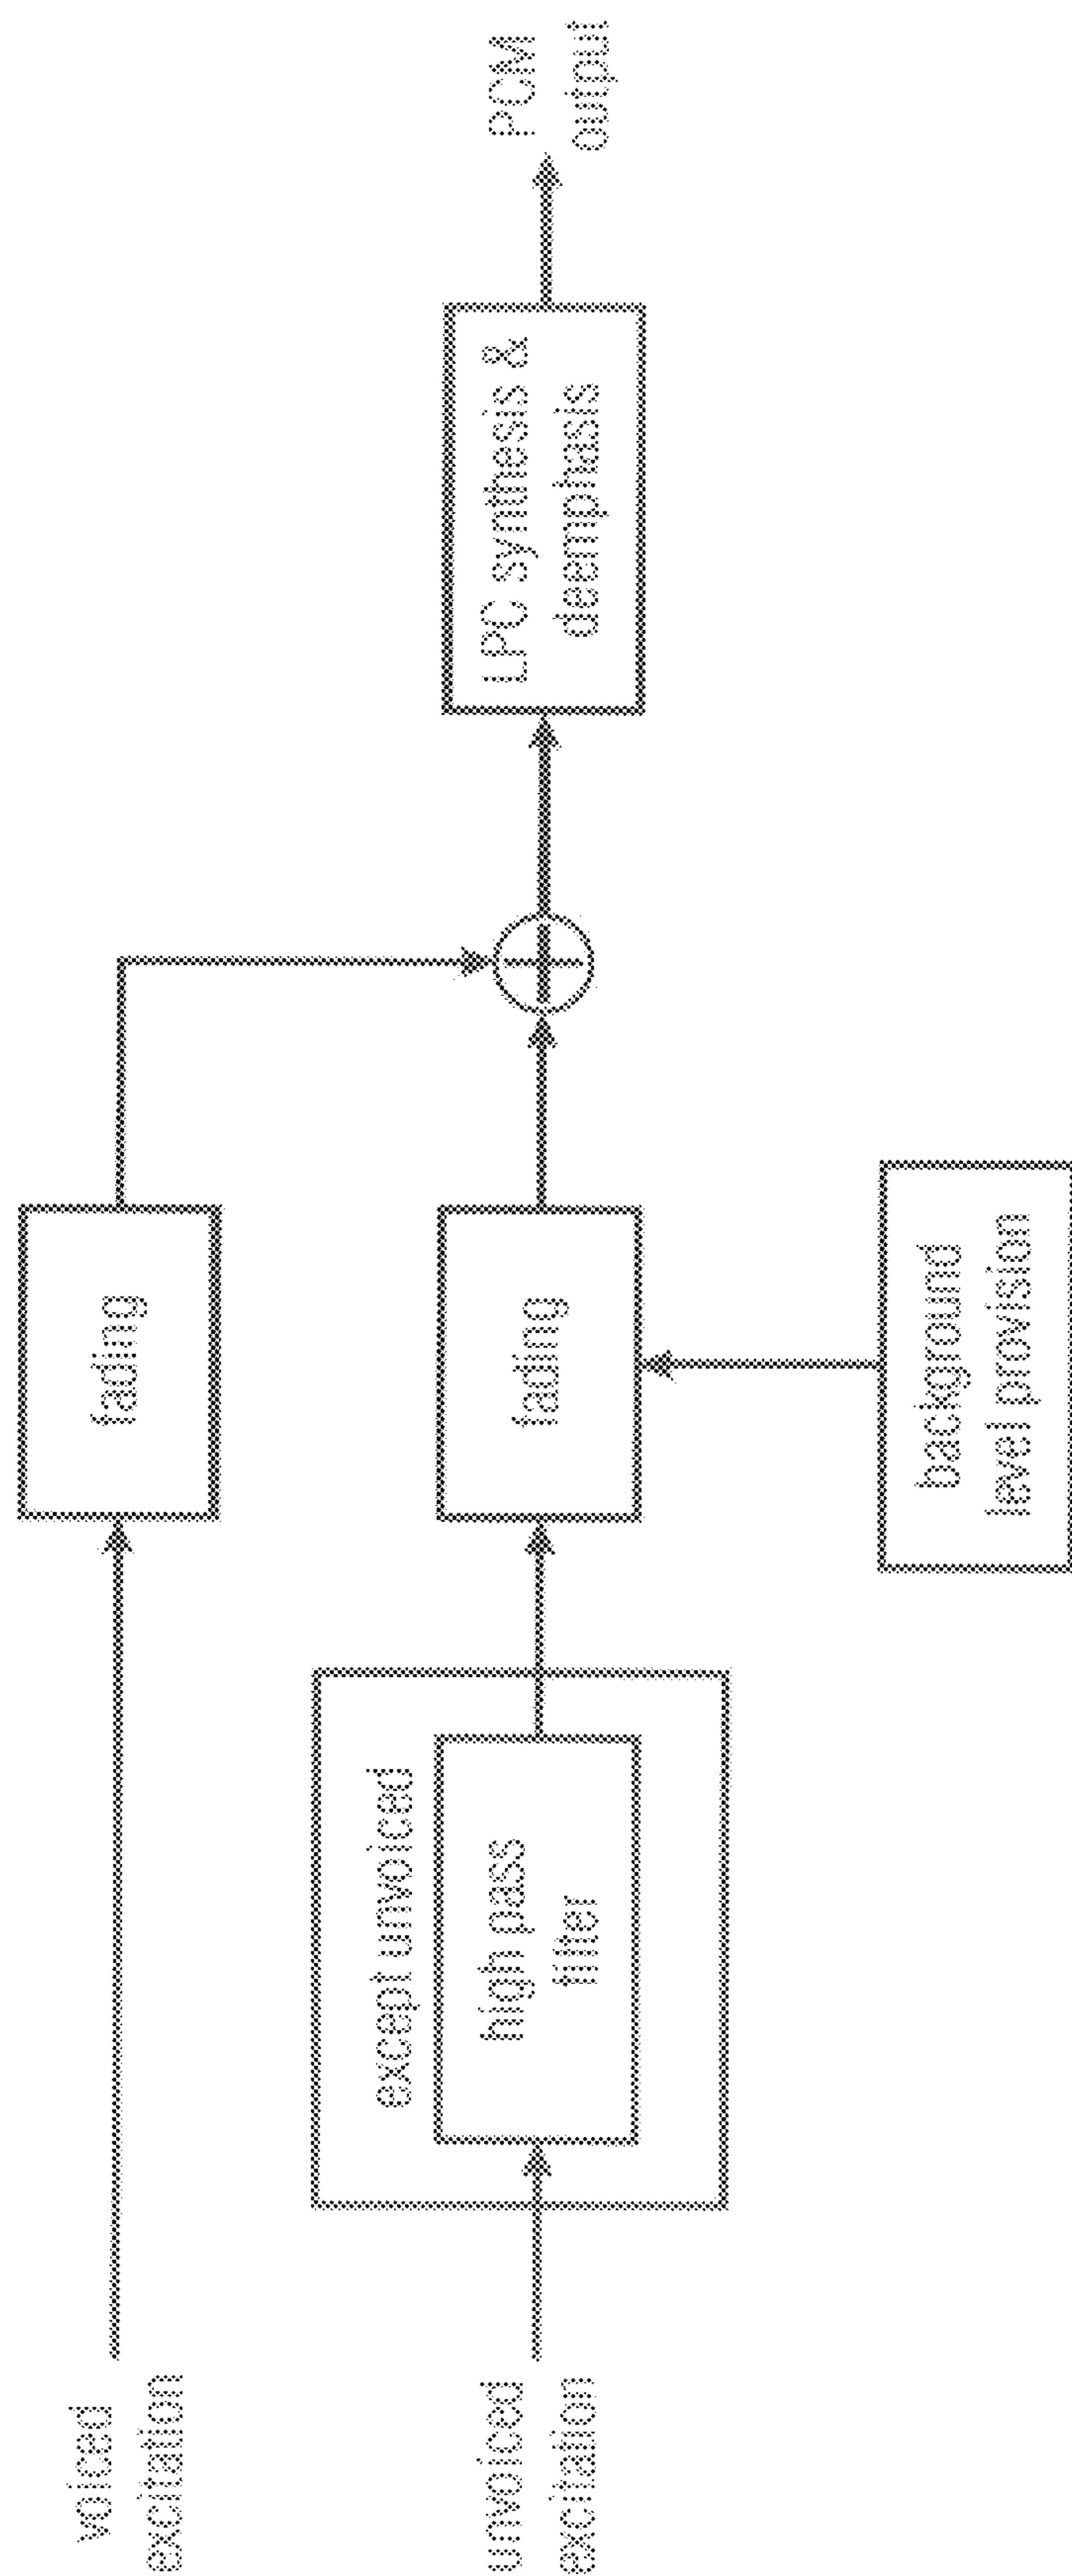 voiced
excitation
fading
unvoiced
excitation
except unvoiced
high pass
filter
fading
background
level provision
LPC synthesis &
deemphasis
PCM
output